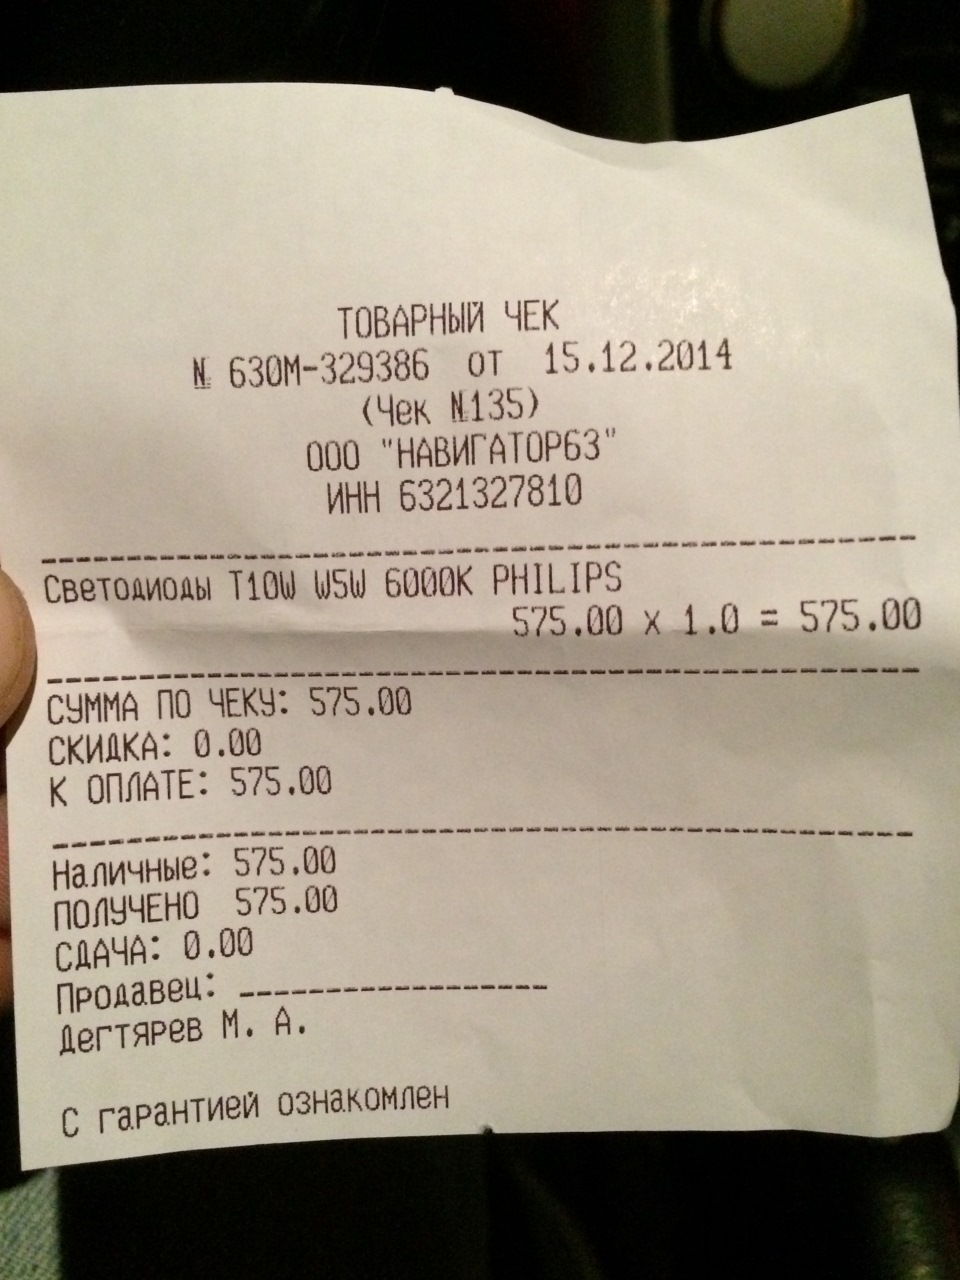 ТОВАРНЫЙ ЧЕК
№ 630М-329386 от 15.12.2014
(Чек №135)
ООО "НАВИГАТОР63"
ИНН 6321327810
Светодиоды T10W W5W 6000K PHILIPS
575.00 x 1.0 = 575.00
СУММА ПО ЧЕКУ: 575.00
СКИДКА: 0.00
К ОПЛАТЕ: 575.00
Наличные: 575.00
ПОЛУЧЕНО 575.00
СДАЧА: 0.00
Продавец: __________________
Дегтярев М. А.
С гарантией ознакомлен